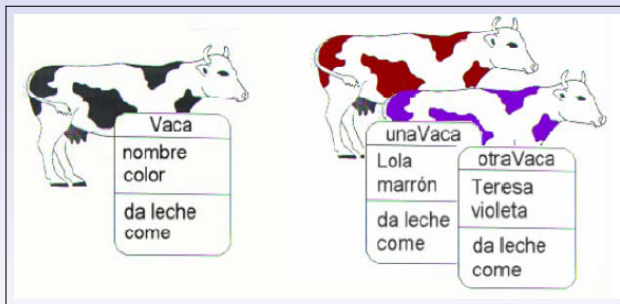 Vaca
nombre
color
da leche
come
unaVaca
Lola
marrón
da leche
come
otraVaca
Teresa
violeta
da leche
come